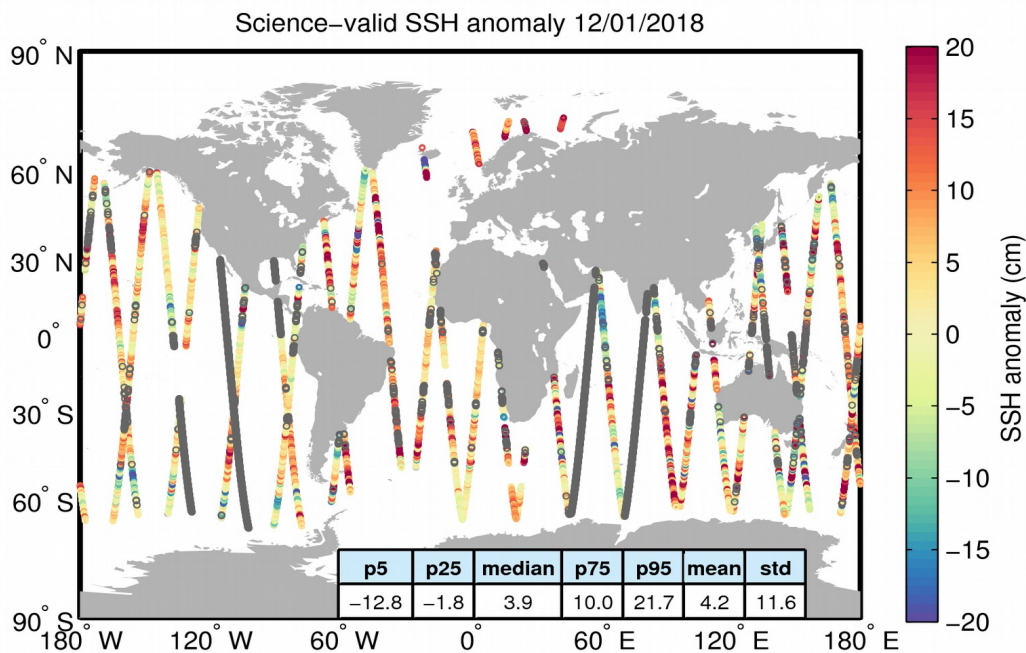 Science−valid SSH anomaly 12/01/2018
90° N
60° N
30° N
0°
30° S
60° S
90° S
180° W
120° W
60° W
0°
60° E
120° E
180° E
p5 p25 median p75 p95 mean std
−12.8 −1.8 3.9 10.0 21.7 4.2 11.6
20
15
10
5
0
−5
−10
−15
−20
SSH anomaly (cm)